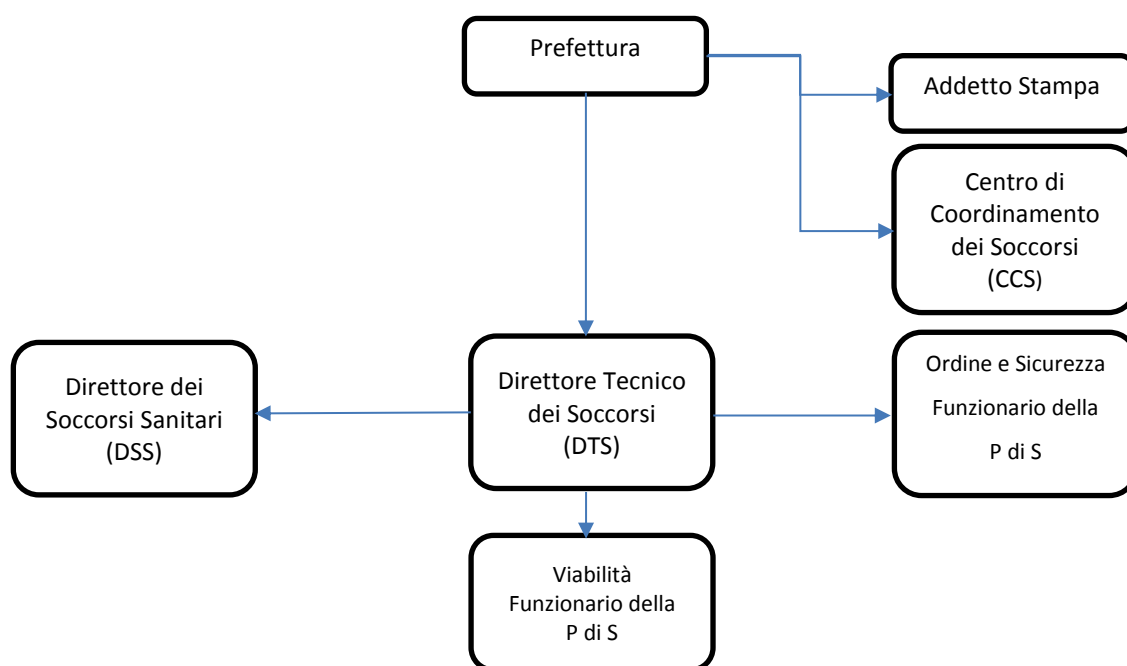 Prefettura
Addetto Stampa
Centro di
Coordinamento
dei Soccorsi
(CCS)
Direttore dei
Soccorsi Sanitari
(DSS)
Direttore Tecnico
dei Soccorsi
(DTS)
Ordine e Sicurezza
Funzionario della
P di S
Viabilità
Funzionario della
P di S